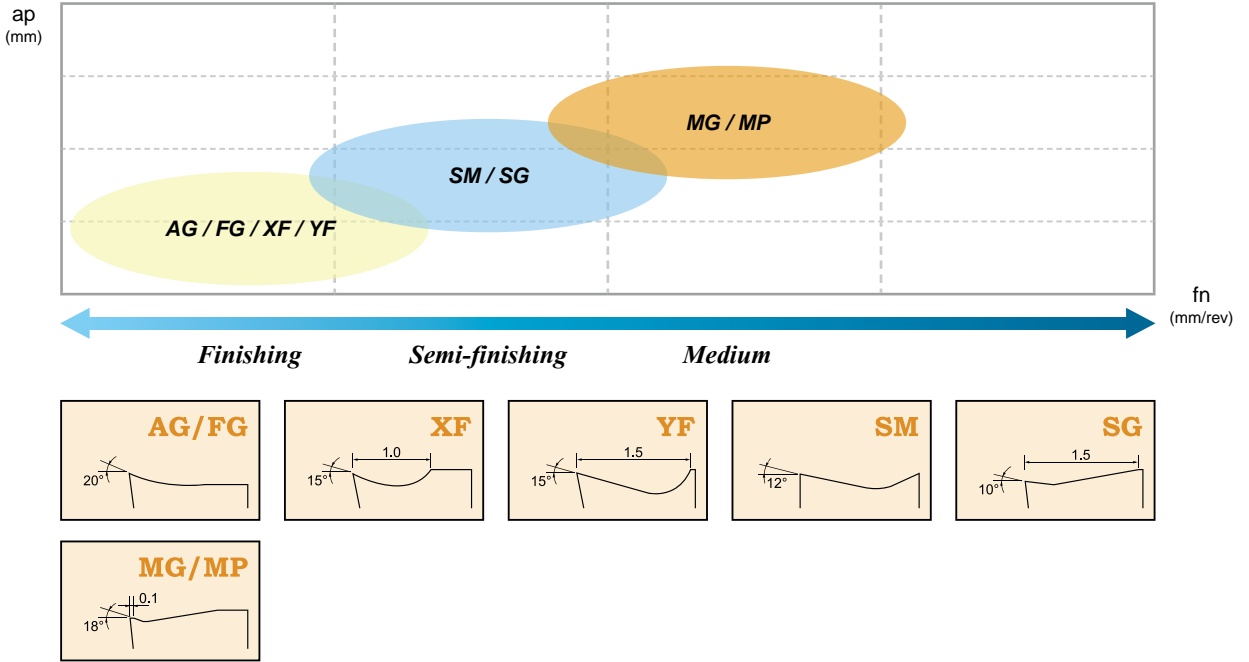 ap
(mm)
MG / MP
SM / SG
AG / FG / XF / YF
fn
(mm/rev)
Finishing
Semi-finishing
Medium
AG/FG
20°
XF
1.0
15°
YF
1.5
15°
SM
12°
SG
1.5
10°
MG/MP
0.1
18°